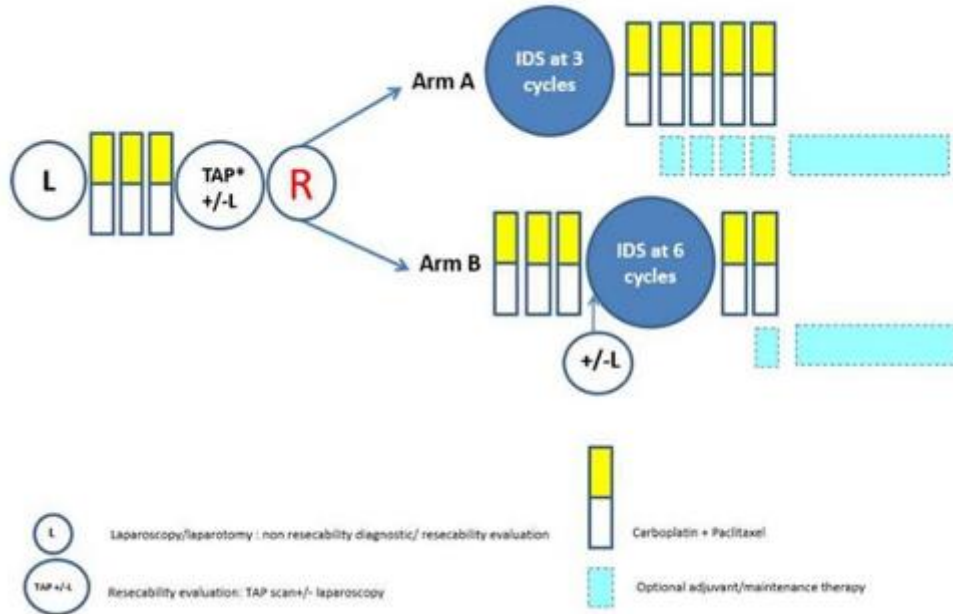 Arm A
IDS at 3
cycles
L
TAP*
+/-L
R
Arm B
IDS at 6
cycles
+/-L
L
Laparoscopy/laparotomy : non resecability diagnostic/ resecability evaluation
Carboplatin + Paclitaxel
TAP +/-L
Resecability evaluation: TAP scan+/- laparoscopy
Optional adjuvant/maintenance therapy